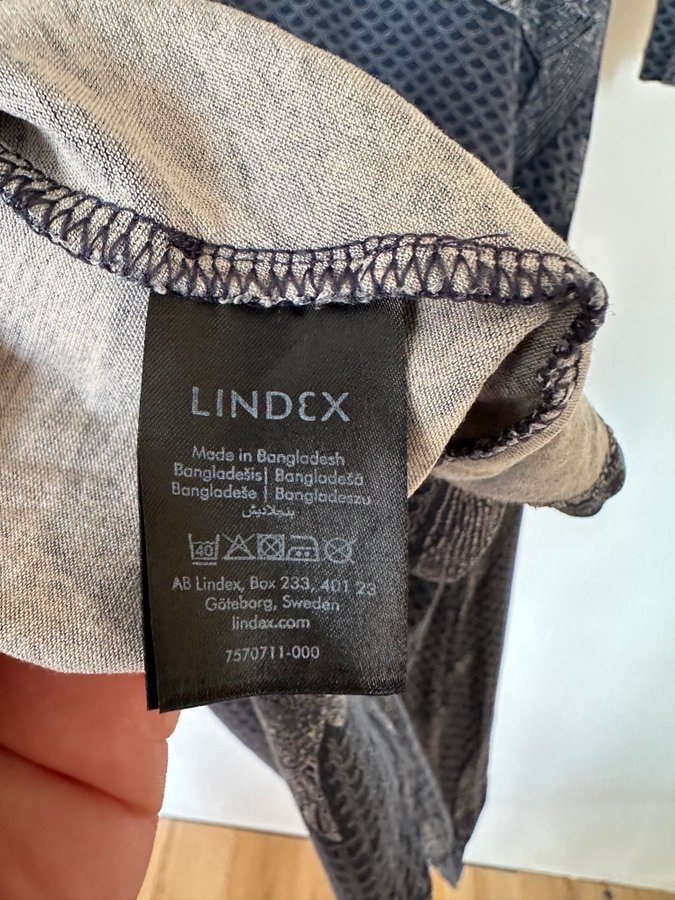 LINDEX
Made in Bangladesh
Bangladešis| Bangladešā
Bangladeše | Bangladeszu
بنجلاديش
40
AB Lindex, Box 233, 401 23
Göteborg, Sweden
lindex.com
7570711-000